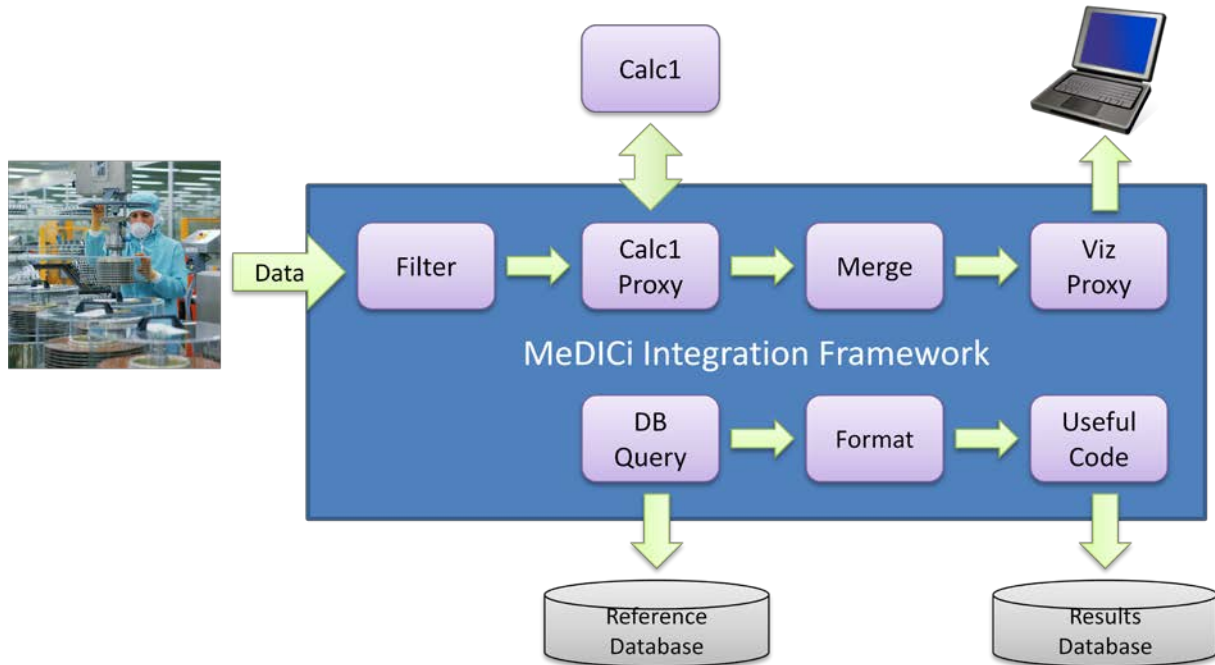 Calc1
Data
Filter
Calc1
Proxy
Merge
Viz
Proxy
MeDICi Integration Framework
DB
Query
Format
Useful
Code
Reference
Database
Results
Database